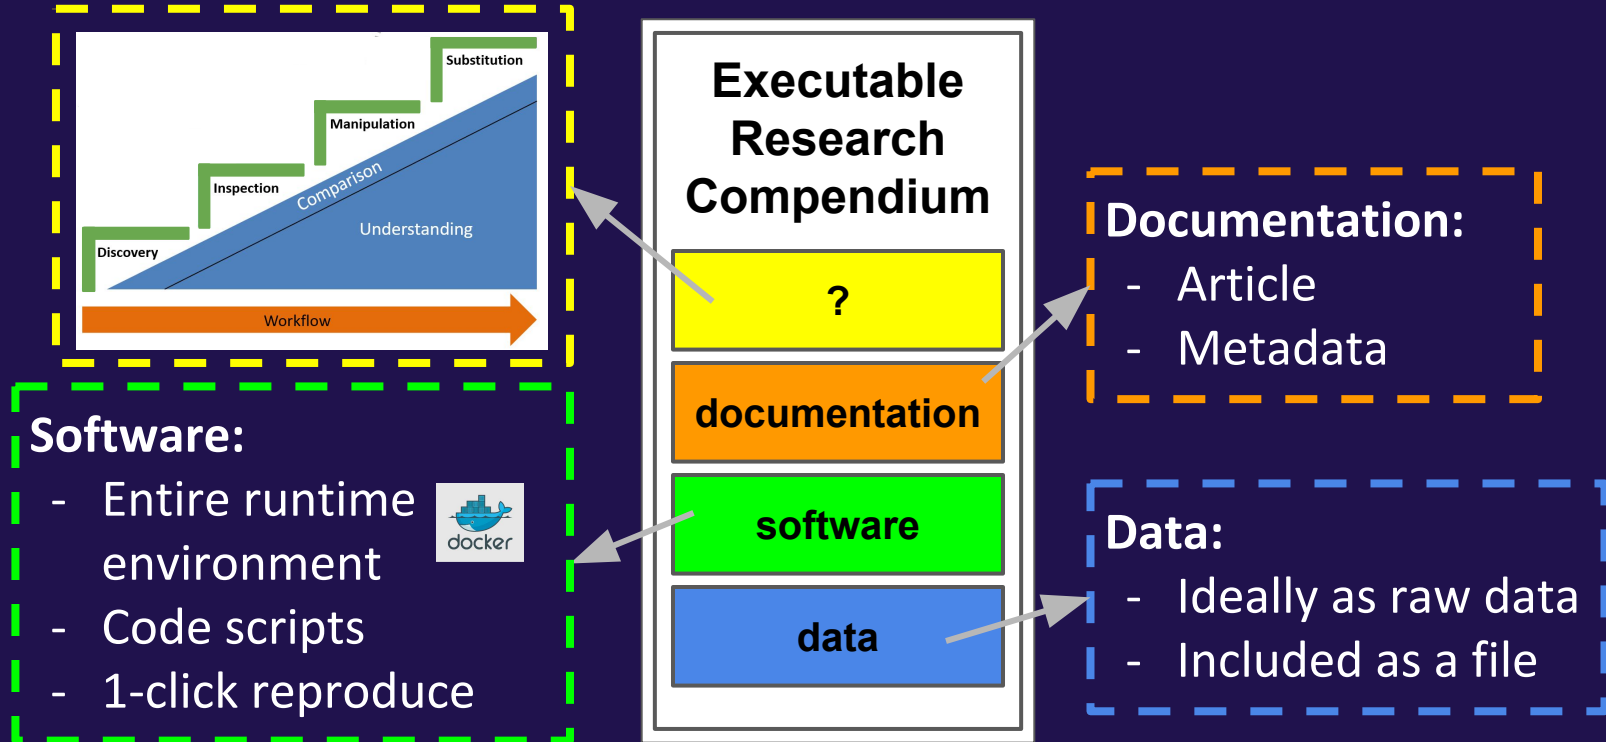 Substitution
Manipulation
Inspection
Discovery
Comparison
Understanding
Workflow
Software:
- Entire runtime
environment
- Code scripts
- 1-click reproduce
docker
Executable
Research
Compendium
?
documentation
software
data
Documentation:
- Article
- Metadata
Data:
- Ideally as raw data
- Included as a file